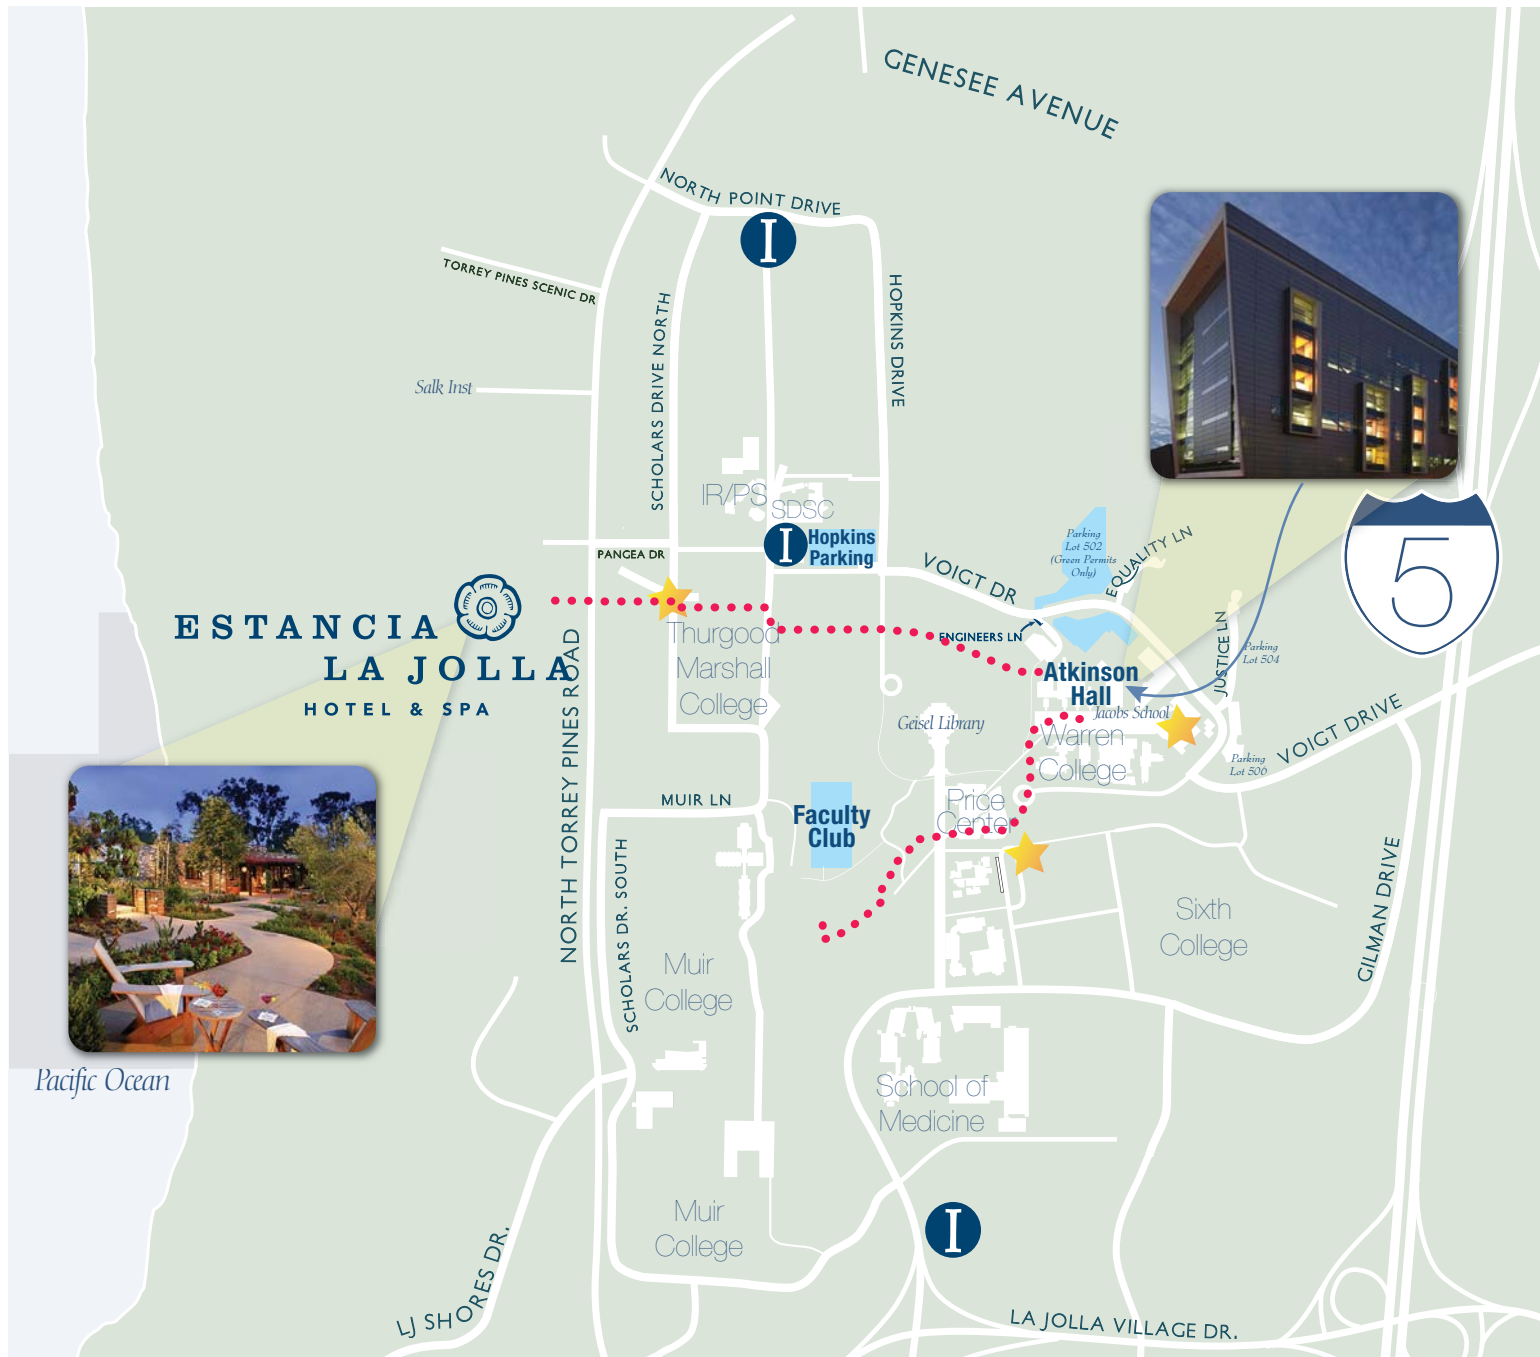 GENESEE AVENUE
NORTH POINT DRIVE
I
TORREY PINES SCENIC DR
HOPKINS DRIVE
SCHOLARS DRIVE NORTH
Salk Inst
IR/PS
SDSC
I
Hopkins
Parking
PANGEA DR
VOIGT DR
Parking
Lot 502
(Green Permits
Only)
EQUALITY LN
5
ESTANCIA
LA JOLLA
HOTEL & SPA
Thurgood
Marshall
College
ENGINEERS LN
JUSTICE LN
Parking
Lot 504
Atkinson
Hall
Jacobs School
Geisel Library
Warren
College
Parking
Lot 506
VOIGT DRIVE
NORTH TORREY PINES ROAD
MUIR LN
Faculty
Club
Price
Center
SCHOLARS DR. SOUTH
GILMAN DRIVE
Sixth
College
Muir
College
Pacific Ocean
School of
Medicine
Muir
College
I
LJ SHORES DR.
LA JOLLA VILLAGE DR.